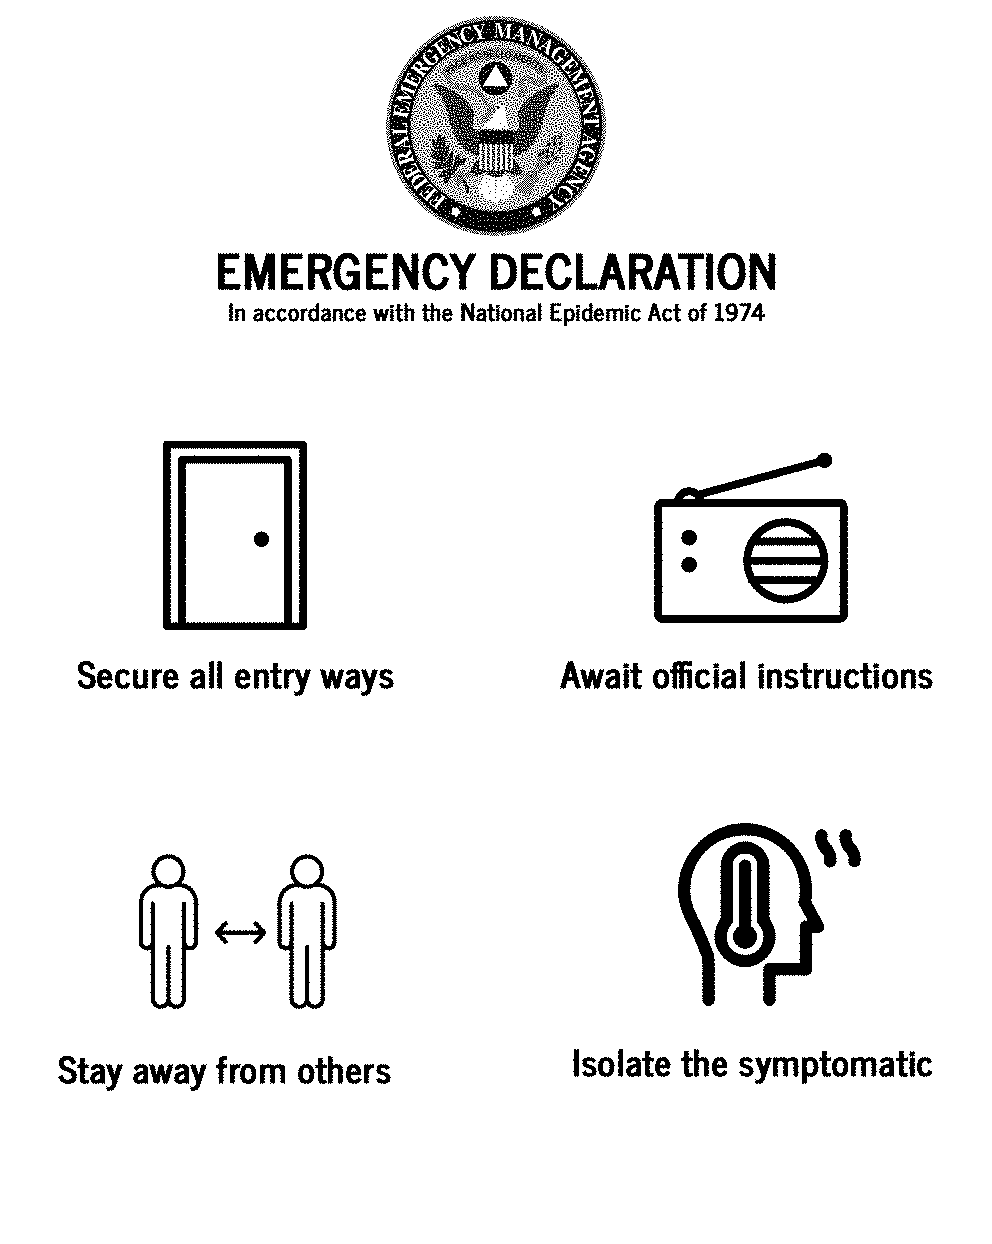 FEDERAL EMERGENCY MANAGEMENT AGENCY
EMERGENCY DECLARATION
In accordance with the National Epidemic Act of 1974
Secure all entry ways
Await official instructions
Stay away from others
Isolate the symptomatic